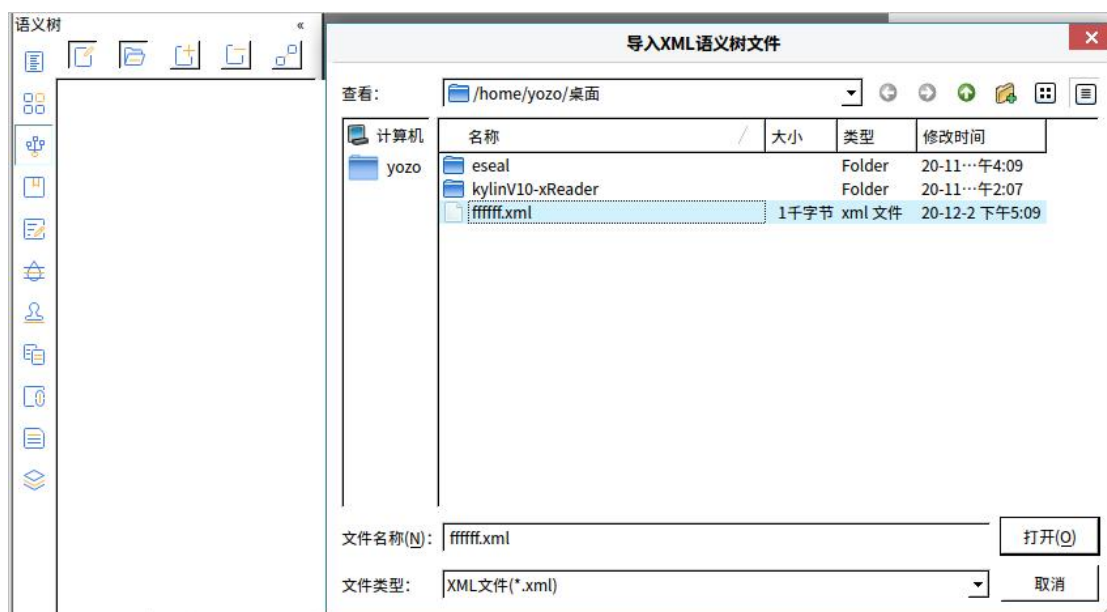 语义树 «
导入XML语义树文件
查看: /home/yozo/桌面
计算机
yozo
名称 大小 类型 修改时间
eseal Folder 20-11…午4:09
kylinV10-xReader Folder 20-11…午2:07
ffffff.xml 1千字节 xml 文件 20-12-2 下午5:09
文件名称(N): ffffff.xml 打开(O)
文件类型: XML文件(*.xml) 取消